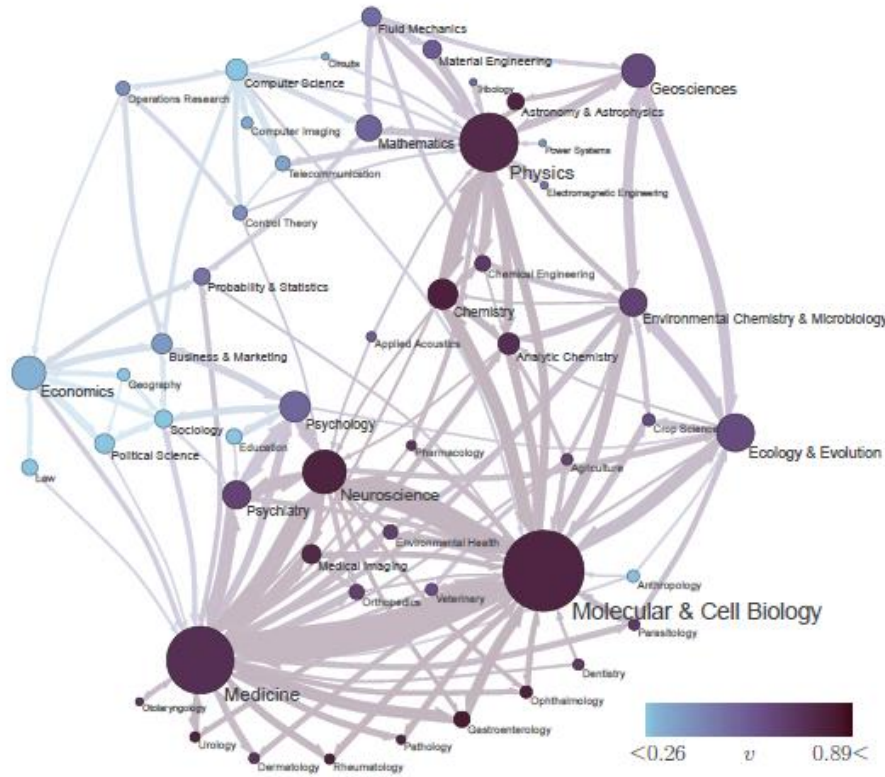 Fluid Mechanics
Material Engineering
Circuits
Computer Science
Geosciences
Tribology
Operations Research
Astronomy & Astrophysics
Computer Imaging
Mathematics
Power Systems
Physics
Telecommunication
Electromagnetic Engineering
Control Theory
Chemical Engineering
Probability & Statistics
Chemistry
Environmental Chemistry & Microbiology
Applied Acoustics
Analytic Chemistry
Business & Marketing
Economics
Geography
Psychology
Sociology
Crop Science
Education
Political Science
Pharmacology
Ecology & Evolution
Law
Agriculture
Neuroscience
Psychiatry
Environmental Health
Medical Imaging
Anthropology
Orthopedics
Veterinary
Molecular & Cell Biology
Parasitology
Dentistry
Medicine
Ophthalmology
Otolaryngology
Gastroenterology
Urology
Pathology
Dermatology
Rheumatology
<0.26 v 0.89<